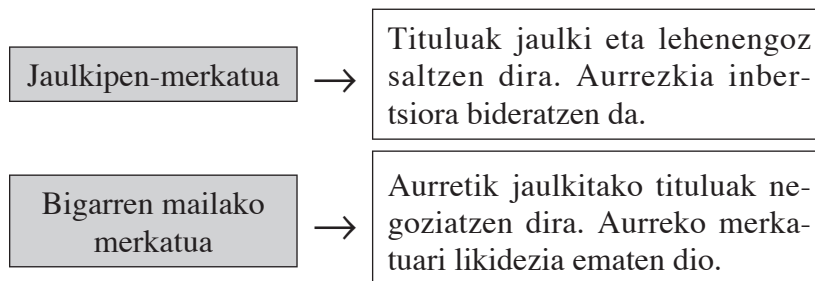 Jaulkipen-merkatua
Tituluak jaulki eta lehenengoz
saltzen dira. Aurrezkia inber-
tsiora bideratzen da.
Bigarren mailako
merkatua
Aurretik jaulkitako tituluak ne-
goziatzen dira. Aurreko merka-
tuari likidezia ematen dio.